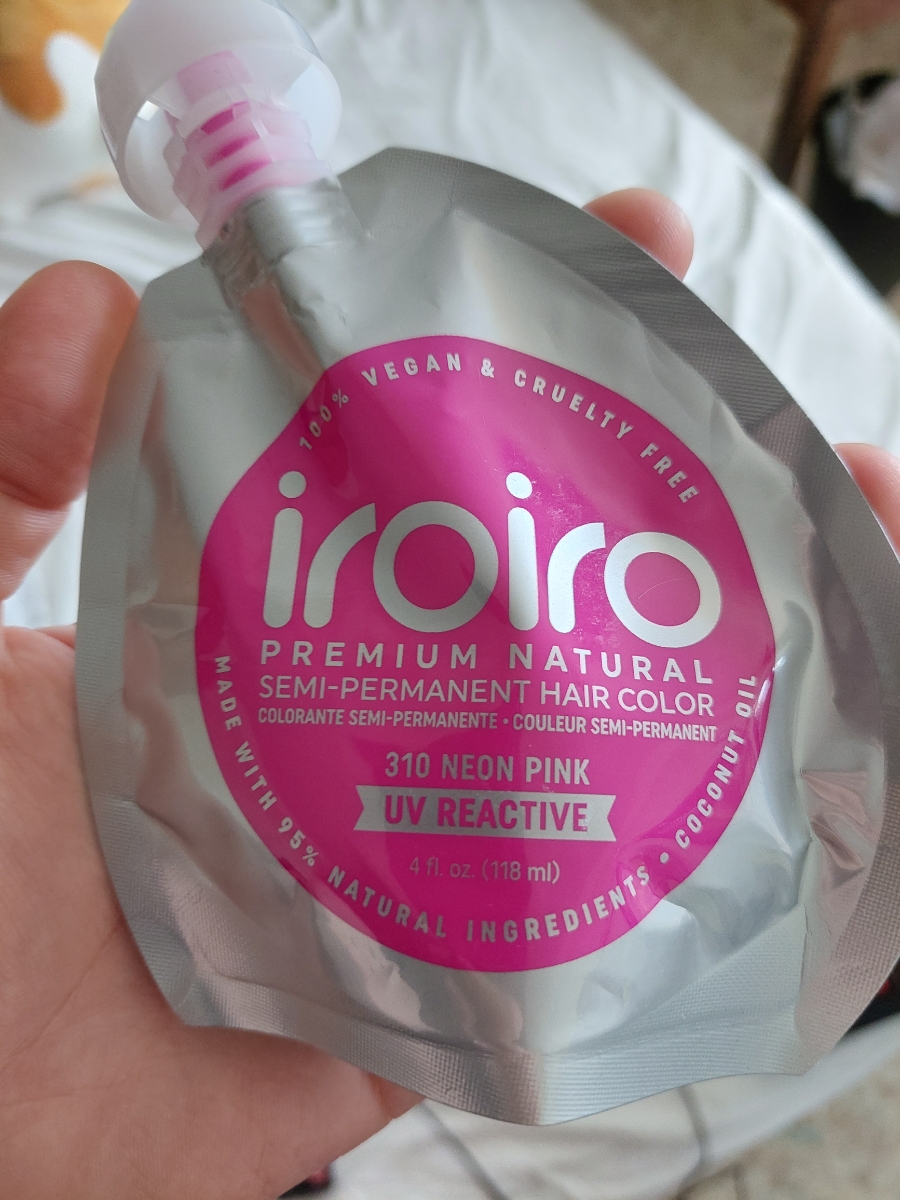 100% VEGAN & CRUELTY FREE
iroiro
PREMIUM NATURAL
SEMI-PERMANENT HAIR COLOR
COLORANTE SEMI-PERMANENTE • COULEUR SEMI-PERMANENT
310 NEON PINK
UV REACTIVE
4 fl. oz. (118 ml)
MADE WITH 95% NATURAL INGREDIENTS • COCONUT OIL